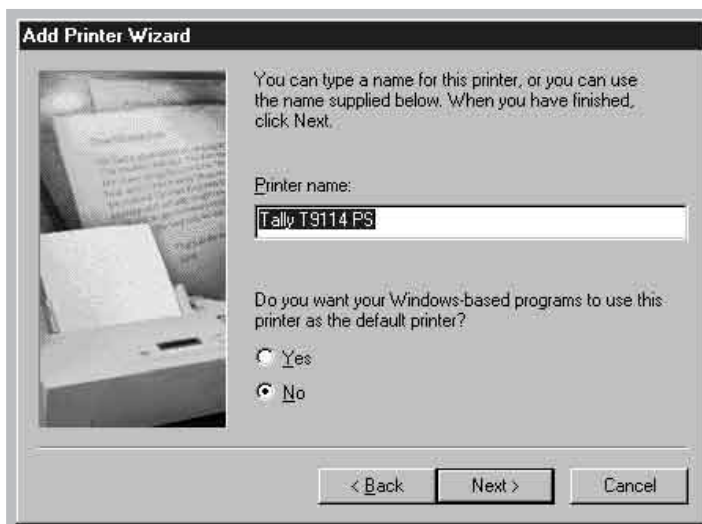 Add Printer Wizard
You can type a name for this printer, or you can use
the name supplied below. When you have finished,
click Next.
Printer name:
Tally T9114 PS
Do you want your Windows-based programs to use this
printer as the default printer?
Yes
No
< Back
Next >
Cancel